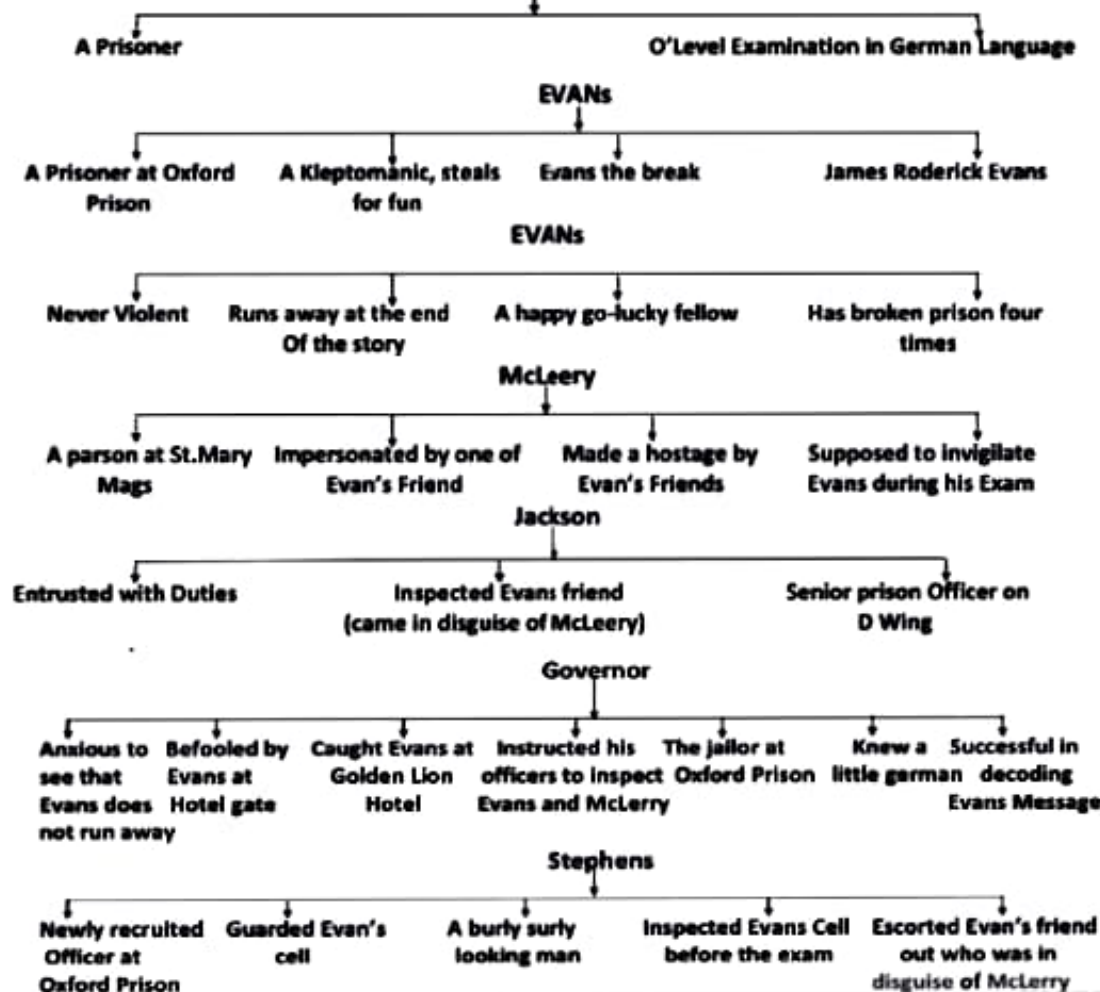 A Prisoner O'Level Examination in German Language
EVANs
A Prisoner at Oxford A Kleptomanic, steals Evans the break James Roderick Evans
Prison for fun
EVANs
Never Violent Runs away at the end A happy go-lucky fellow Has broken prison four
Of the story times
McLeery
A parson at St.Mary Impersonated by one of Made a hostage by Supposed to invigilate
Mags Evan's Friend Evan's Friends Evans during his Exam
Jackson
Entrusted with Duties Inspected Evans friend Senior prison Officer on
(came in disguise of McLeery) D Wing
Governor
Anxious to Befooled by Caught Evans at Instructed his The jailor at Knew a Successful in
see that Evans at Golden Lion officers to inspect Oxford Prison little german decoding
Evans does Hotel gate Hotel Evans and McLerry Evans Message
not run away
Stephens
Newly recruited Guarded Evan's A burly surly Inspected Evans Cell Escorted Evan's friend
Officer at cell looking man before the exam out who was in
Oxford Prison disguise of McLerry